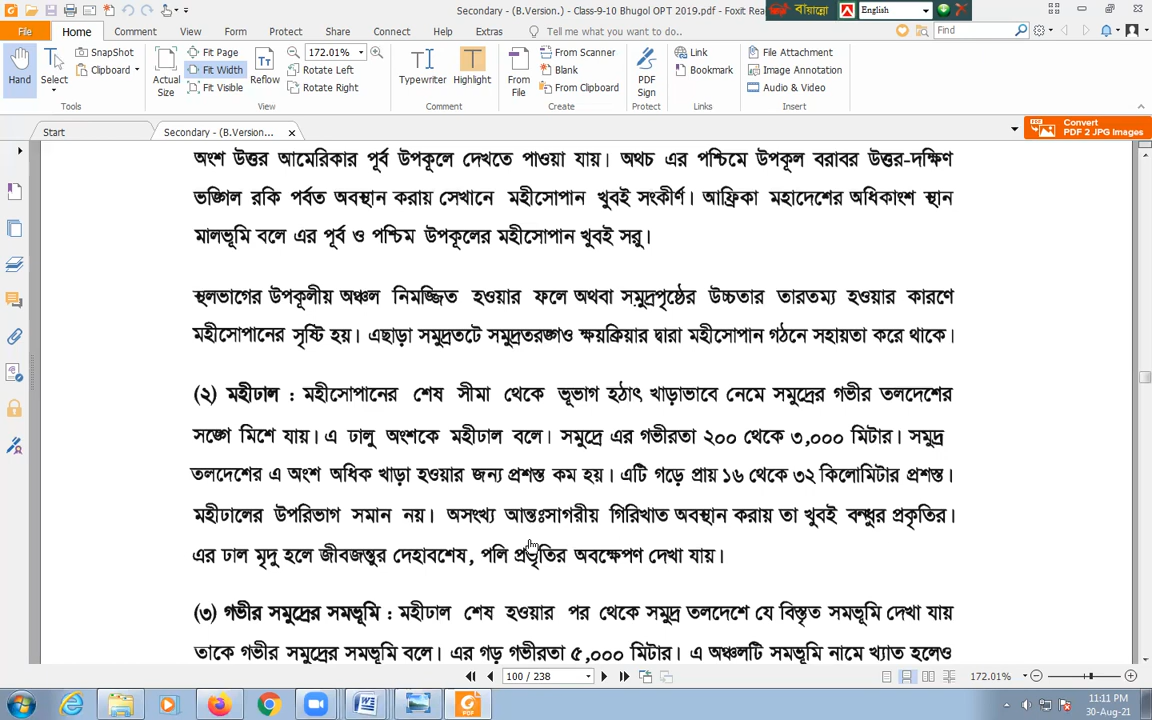 Secondary - (B.Version.) - Class-9-10 Bhugol OPT 2019.pdf - Foxit Rea
বাঁয়ান্নো English
File Home Comment View Form Protect Share Connect Help Extras Tell me what you want to do... Find
Hand Select SnapShot Clipboard Actual Size Fit Page Fit Width Fit Visible Reflow 172.01% Rotate Left Rotate Right Typewriter Highlight From File From Scanner Blank From Clipboard PDF Sign Link Bookmark File Attachment Image Annotation Audio & Video
Tools View Comment Create Protect Links Insert
Start Secondary - (B.Version... Convert
PDF 2 JPG Images
অংশ উত্তর আমেরিকার পূর্ব উপকূলে দেখতে পাওয়া যায়। অথচ এর পশ্চিমে উপকূল বরাবর উত্তর-দক্ষিণ
ভঙ্গিল রকি পর্বত অবস্থান করায় সেখানে মহীসোপান খুবই সংকীর্ণ। আফ্রিকা মহাদেশের অধিকাংশ স্থান
মালভূমি বলে এর পূর্ব ও পশ্চিম উপকূলের মহীসোপান খুবই সরু।
স্থলভাগের উপকূলীয় অঞ্চল নিমজ্জিত হওয়ার ফলে অথবা সমুদ্রপৃষ্ঠের উচ্চতার তারতম্য হওয়ার কারণে
মহীসোপানের সৃষ্টি হয়। এছাড়া সমুদ্রতটে সমুদ্রতরঙ্গও ক্ষয়ক্রিয়ার দ্বারা মহীসোপান গঠনে সহায়তা করে থাকে।
(২) মহীঢাল : মহীসোপানের শেষ সীমা থেকে ভূভাগ হঠাৎ খাড়াভাবে নেমে সমুদ্রের গভীর তলদেশের
সঙ্গে মিশে যায়। এ ঢালু অংশকে মহীঢাল বলে। সমুদ্রে এর গভীরতা ২০০ থেকে ৩,০০০ মিটার। সমুদ্র
তলদেশের এ অংশ অধিক খাড়া হওয়ার জন্য প্রশস্ত কম হয়। এটি গড়ে প্রায় ১৬ থেকে ৩২ কিলোমিটার প্রশস্ত।
মহীঢালের উপরিভাগ সমান নয়। অসংখ্য আন্তঃসাগরীয় গিরিখাত অবস্থান করায় তা খুবই বন্ধুর প্রকৃতির।
এর ঢাল মৃদু হলে জীবজন্তুর দেহাবশেষ, পলি প্রভৃতির অবক্ষেপণ দেখা যায়।
(৩) গভীর সমুদ্রের সমভূমি : মহীঢাল শেষ হওয়ার পর থেকে সমুদ্র তলদেশে যে বিস্তৃত সমভূমি দেখা যায়
তাকে গভীর সমুদ্রের সমভূমি বলে। এর গড় গভীরতা ৫,০০০ মিটার। এ অঞ্চলটি সমভূমি নামে খ্যাত হলেও
100 / 238 172.01%
11:11 PM
30-Aug-21